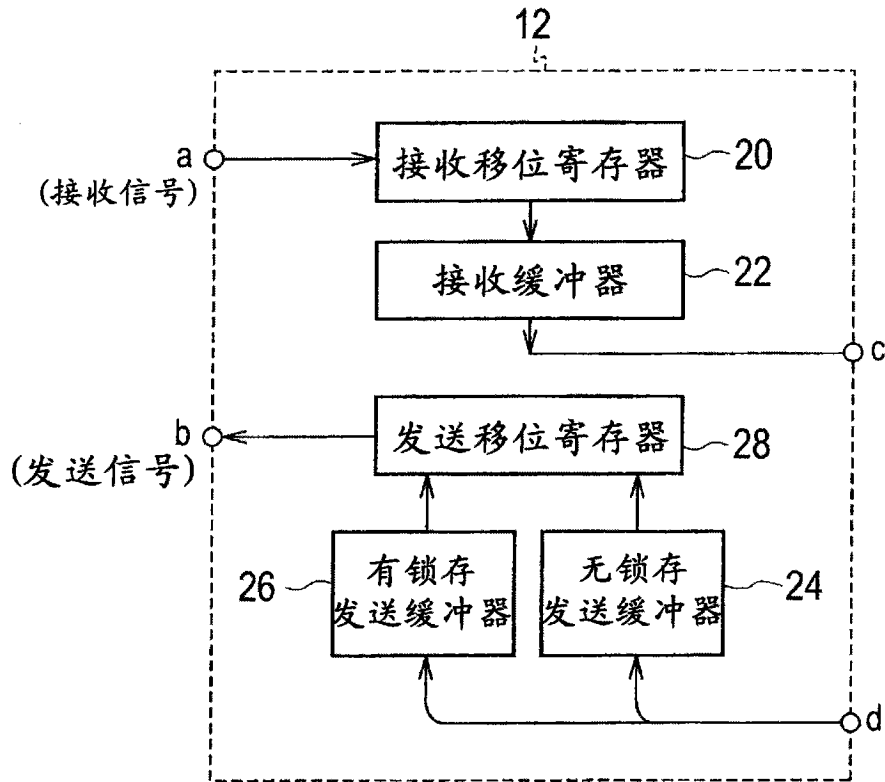 12
a
(接收信号)
接收移位寄存器
20
接收缓冲器
22
c
b
(发送信号)
发送移位寄存器
28
26
有锁存
发送缓冲器
无锁存
发送缓冲器
24
d